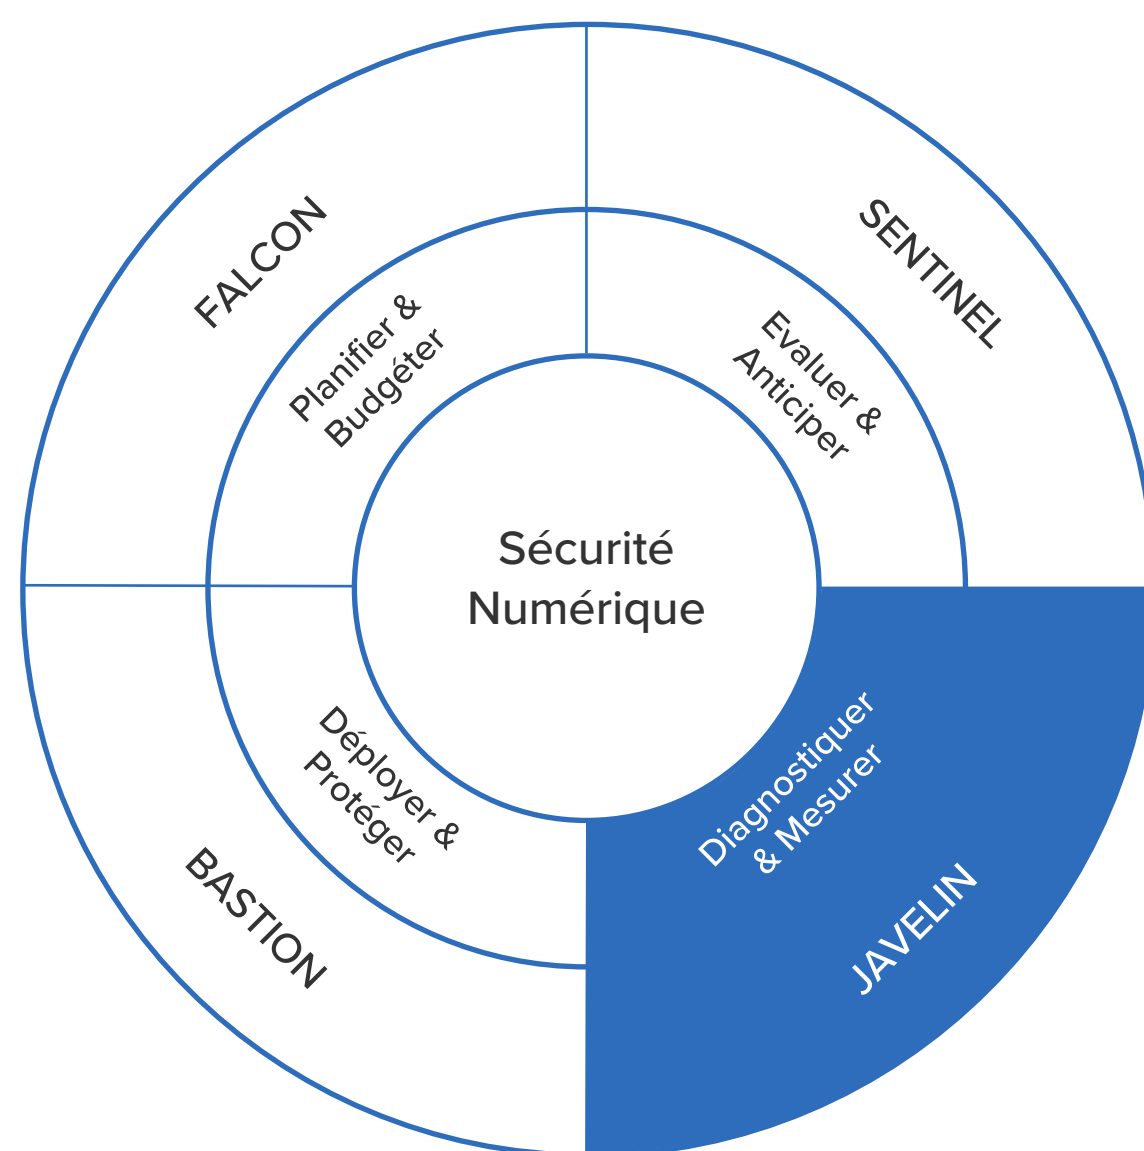 FALCON
SENTINEL
Planifier &
Budgéter
Evaluer &
Anticiper
Sécurité
Numérique
Déployer &
Protéger
Diagnostiquer
& Mesurer
BASTION
JAVELIN